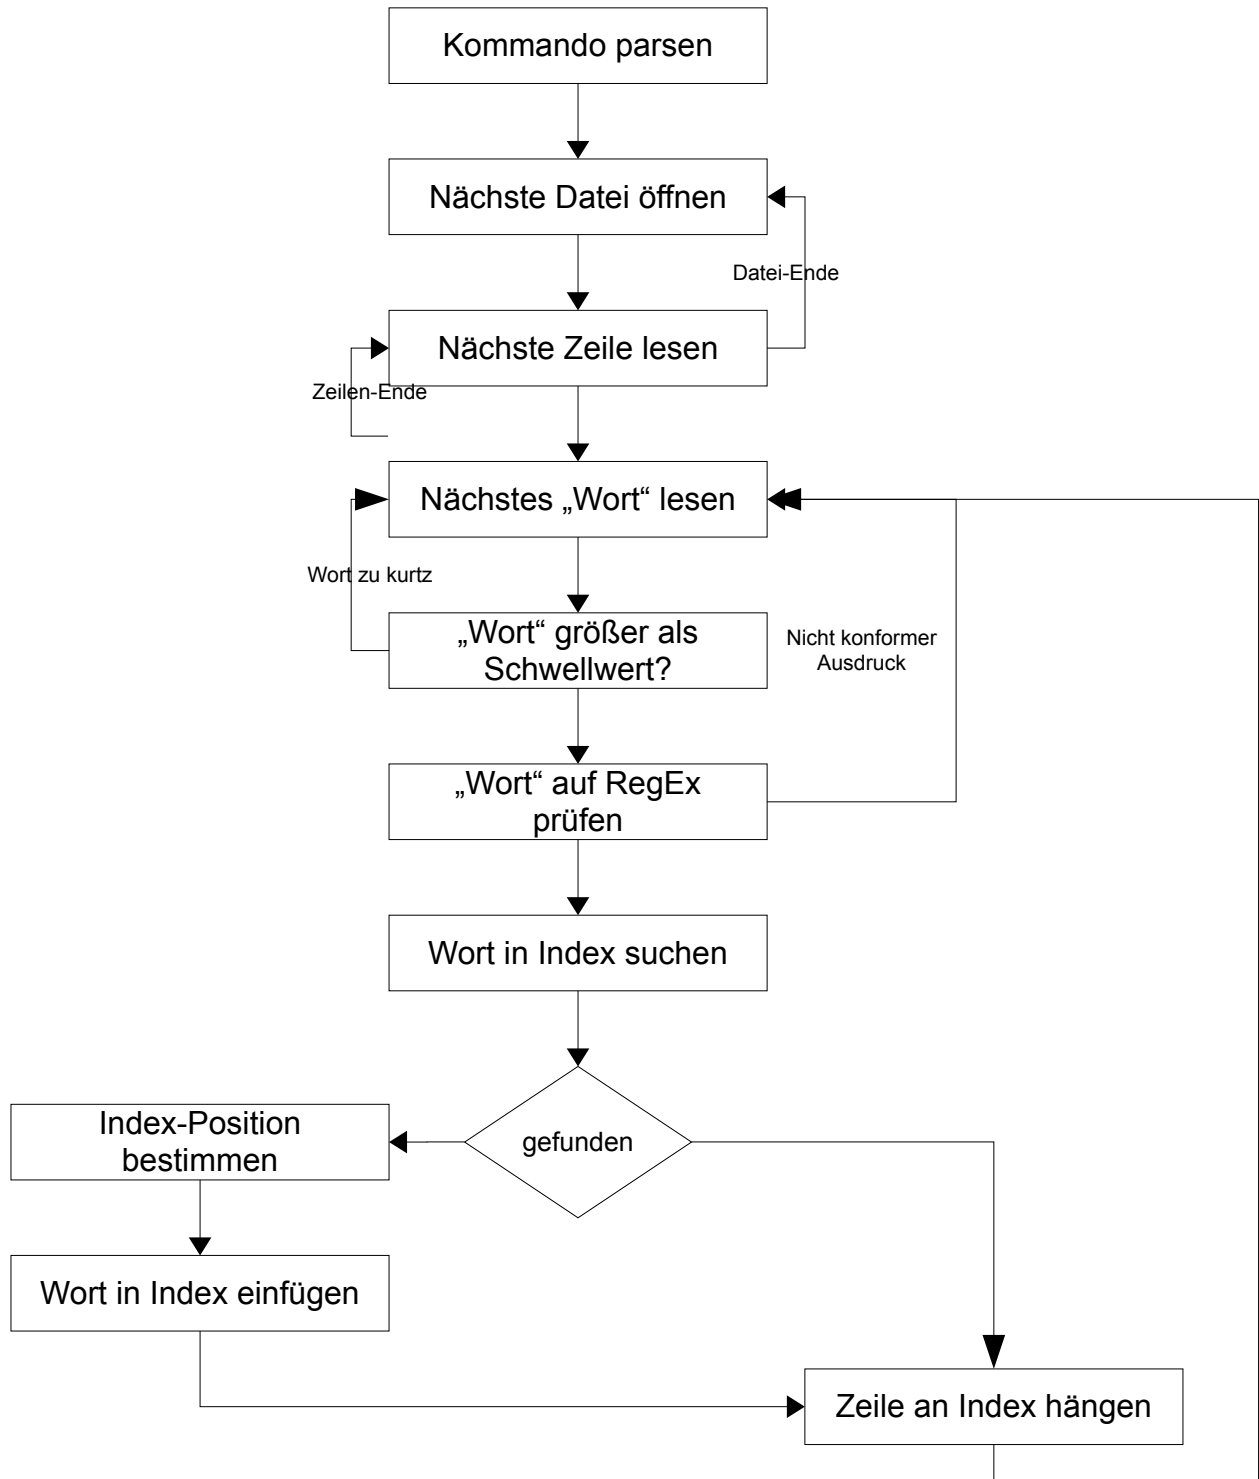 Kommando parsen
Nächste Datei öffnen
Datei-Ende
Nächste Zeile lesen
Zeilen-Ende
Nächstes „Wort“ lesen
Wort zu kurtz
„Wort“ größer als
Schwellwert?
Nicht konformer
Ausdruck
„Wort“ auf RegEx
prüfen
Wort in Index suchen
gefunden
Index-Position
bestimmen
Wort in Index einfügen
Zeile an Index hängen